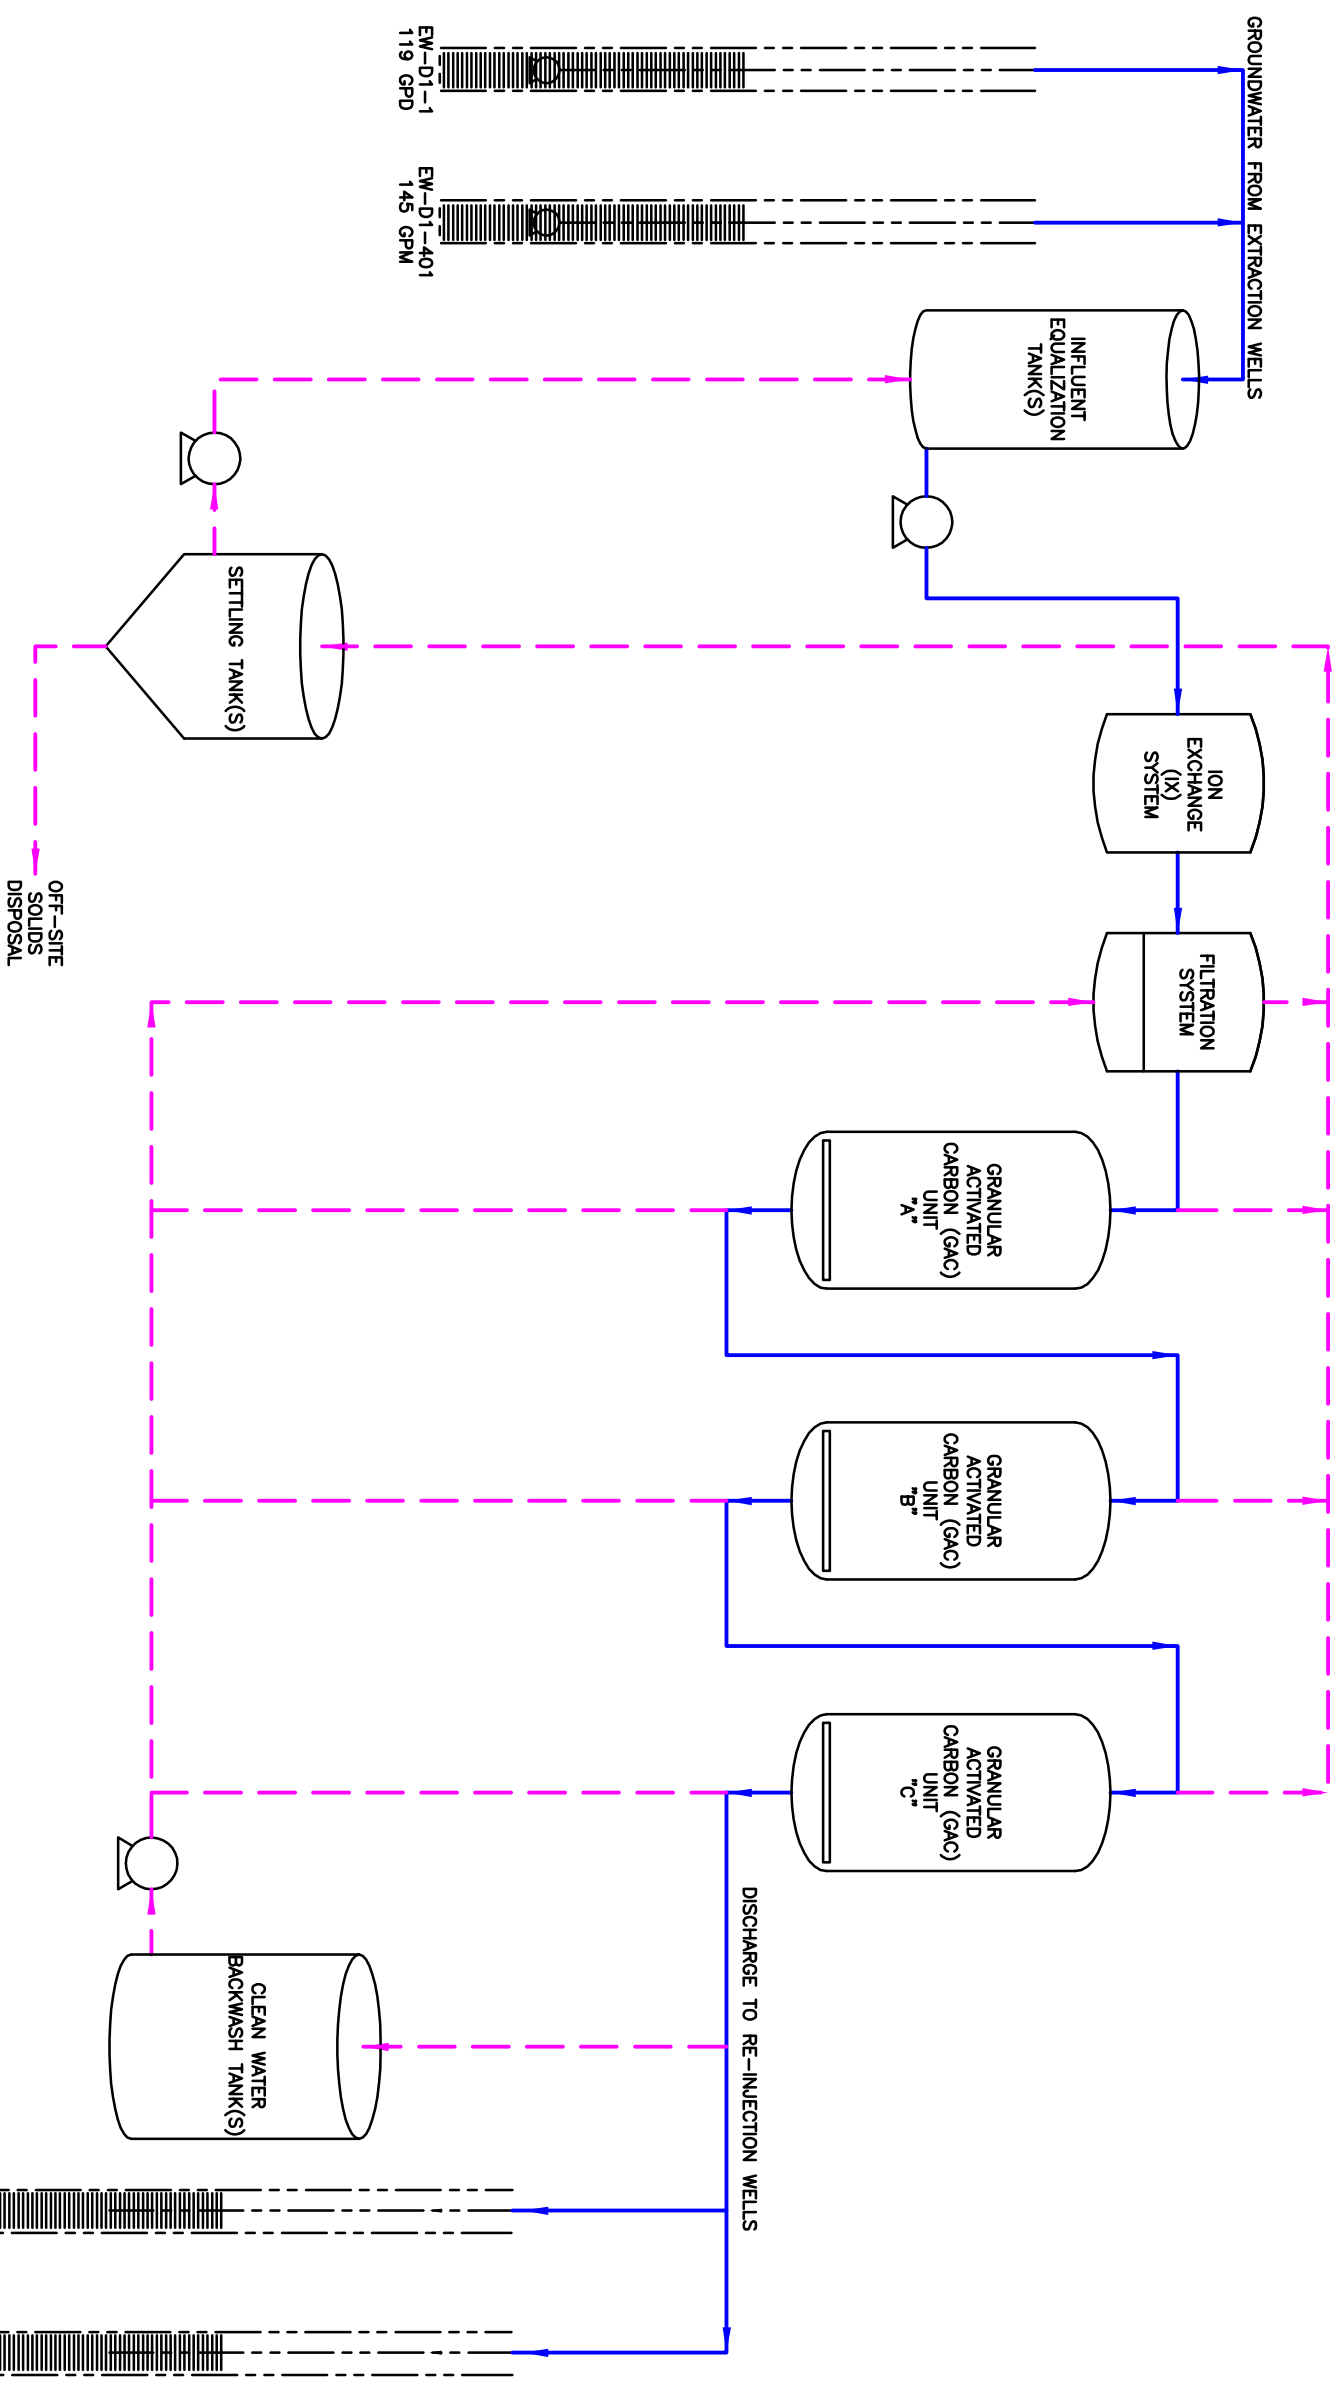 GROUNDWATER FROM EXTRACTION WELLS
EW-D1-1
119 GPD
EW-D1-401
145 GPM
INFLUENT
EQUALIZATION
TANK(S)
SETTLING TANK(S)
OFF-SITE
SOLIDS
DISPOSAL
ION
EXCHANGE
(IX)
SYSTEM
FILTRATION
SYSTEM
GRANULAR
ACTIVATED
CARBON (GAC)
UNIT
"A"
GRANULAR
ACTIVATED
CARBON (GAC)
UNIT
"B"
GRANULAR
ACTIVATED
CARBON (GAC)
UNIT
"C"
DISCHARGE TO RE-INJECTION WELLS
CLEAN WATER
BACKWASH TANK(S)